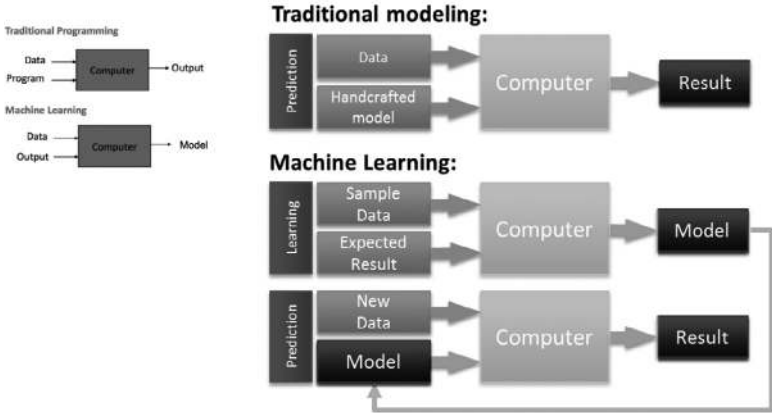 Traditional Programming
Data
Program
Computer
Output
Machine Learning
Data
Output
Computer
Model
Traditional modeling:
Prediction
Data
Handcrafted
model
Computer
Result
Machine Learning:
Learning
Sample
Data
Expected
Result
Computer
Model
Prediction
New
Data
Model
Computer
Result